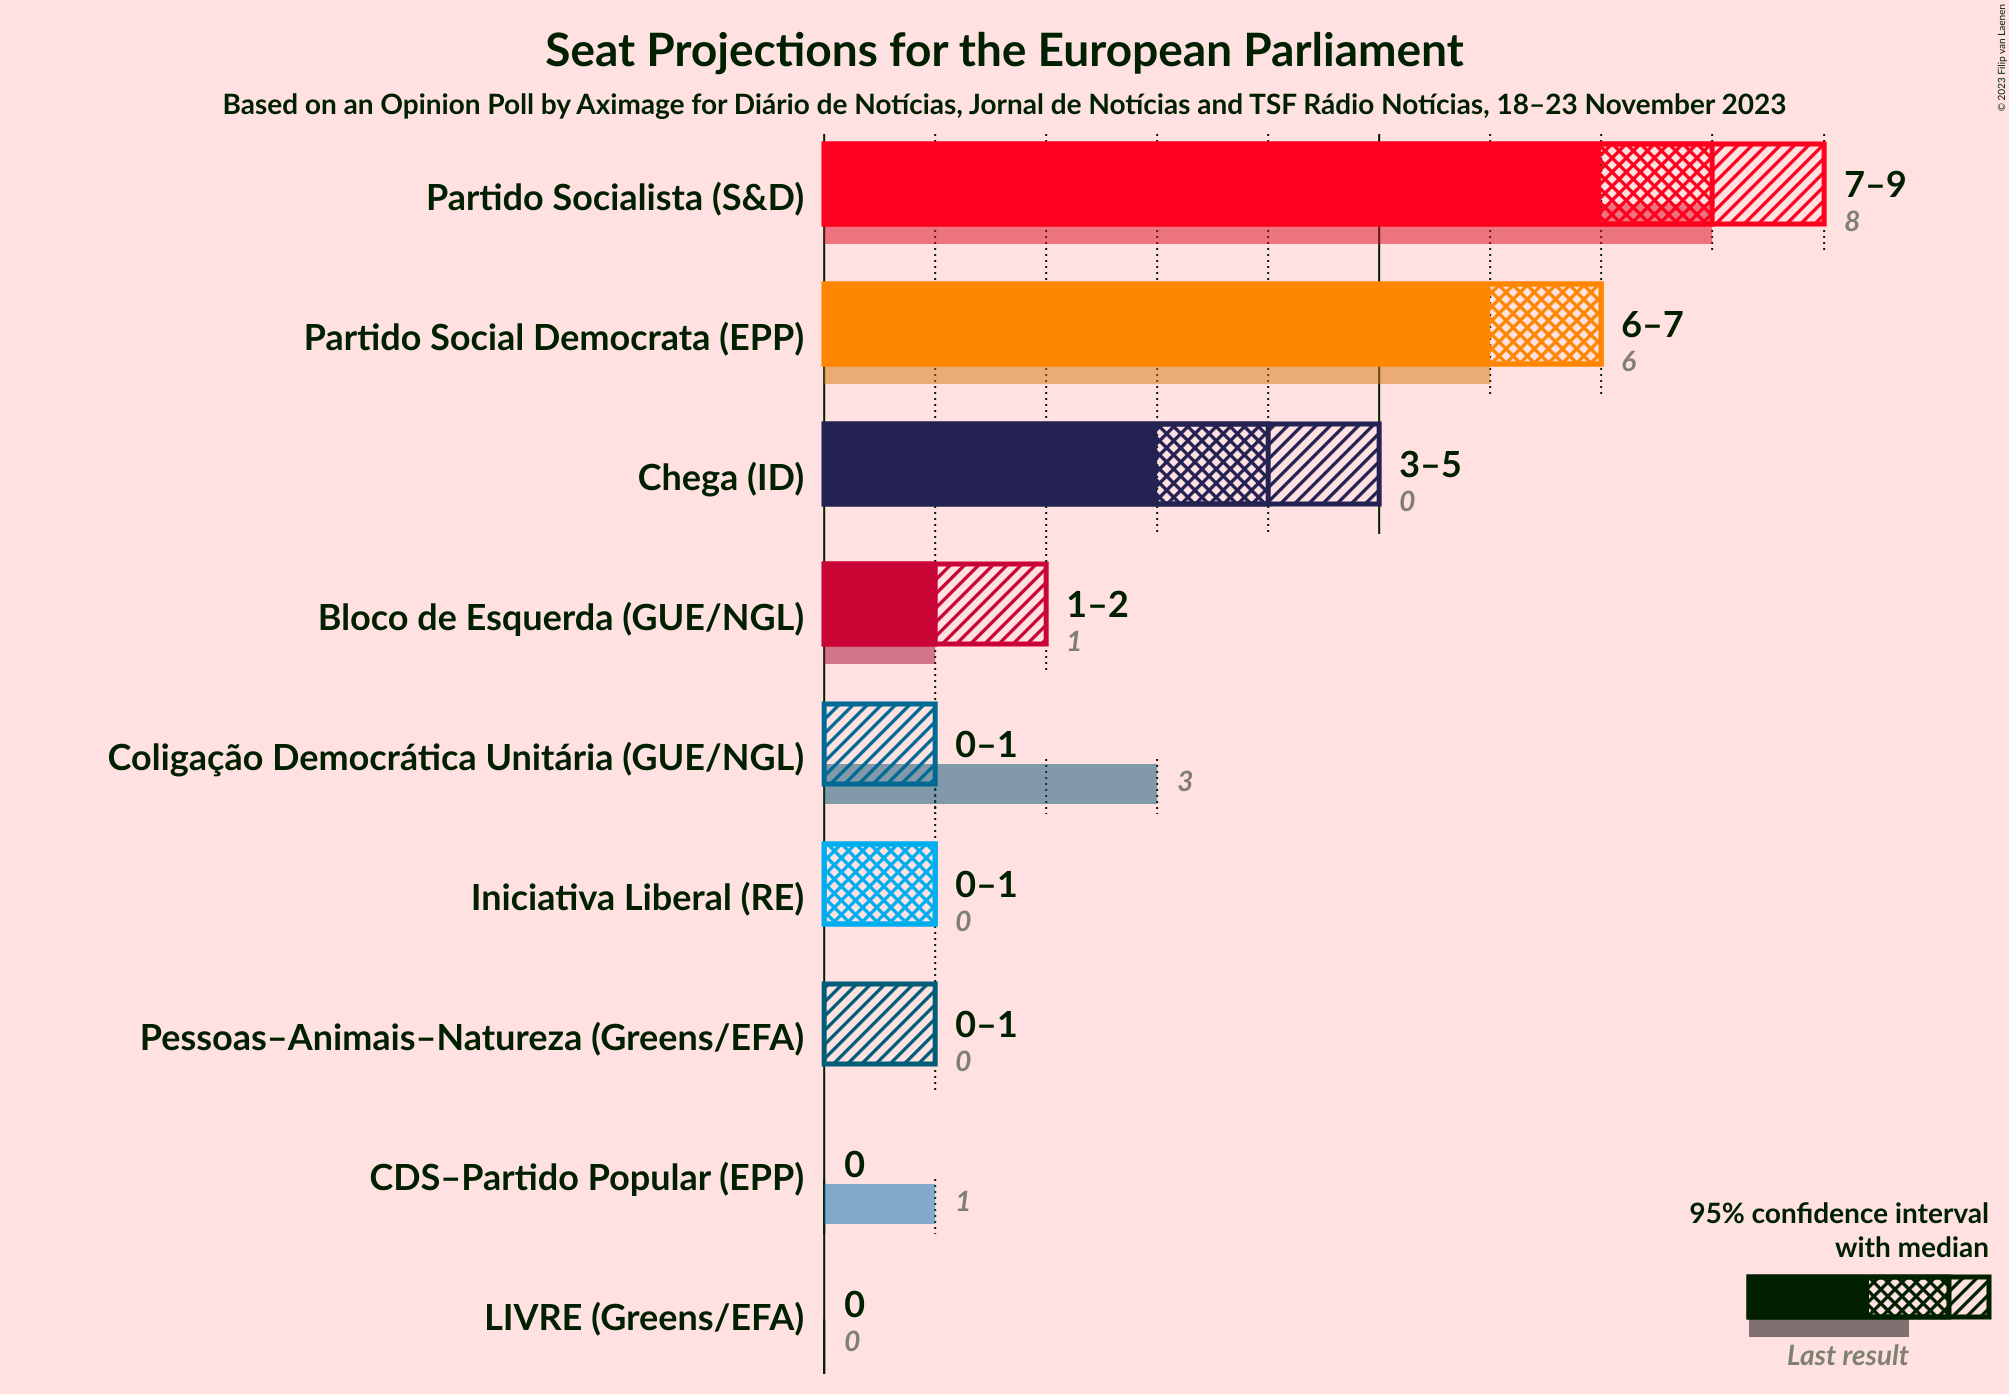 Seat Projections for the European Parliament
Based on an Opinion Poll by Aximage for Diário de Notícias, Jornal de Notícias and TSF Rádio Notícias, 18–23 November 2023
© 2023 Filip van Laenen
Partido Socialista (S&D)
7–9
8
Partido Social Democrata (EPP)
6–7
6
Chega (ID)
3–5
0
Bloco de Esquerda (GUE/NGL)
1–2
1
Coligação Democrática Unitária (GUE/NGL)
0–1
3
Iniciativa Liberal (RE)
0–1
0
Pessoas–Animais–Natureza (Greens/EFA)
0–1
0
CDS–Partido Popular (EPP)
0
1
LIVRE (Greens/EFA)
0
0
95% confidence interval
with median
Last result